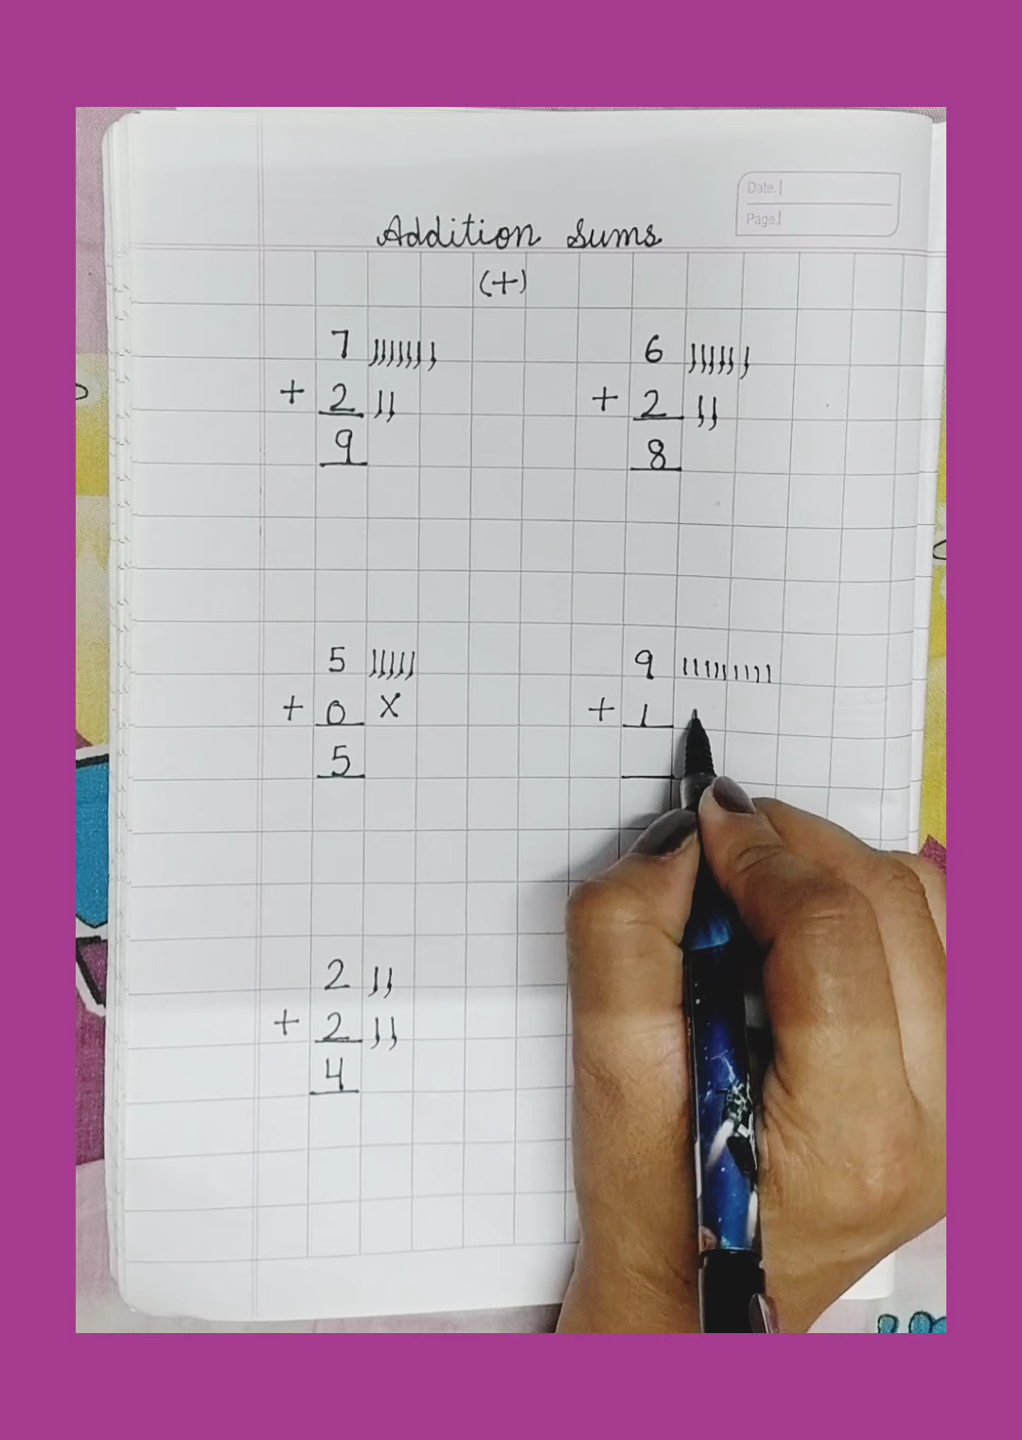 Date.
Page.
Addition Sums
(+)
7 ///////
+ 2 //
9
6 //////
+ 2 //
8
5 /////
+ 0 X
5
9 /////////
+ 1
2 //
+ 2 //
4